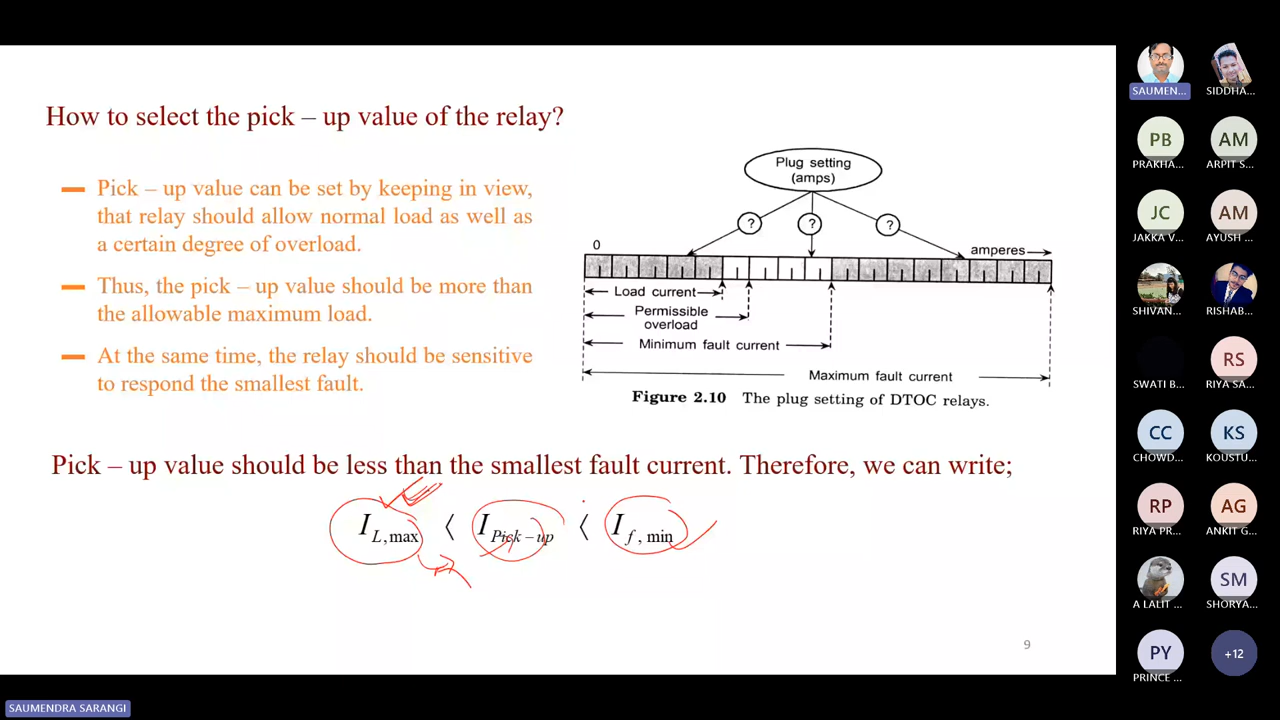 How to select the pick – up value of the relay?
Pick – up value can be set by keeping in view,
that relay should allow normal load as well as
a certain degree of overload.
Thus, the pick – up value should be more than
the allowable maximum load.
At the same time, the relay should be sensitive
to respond the smallest fault.
Plug setting
(amps)
? ? ?
0
amperes
Load current
Permissible
overload
Minimum fault current
Maximum fault current
Figure 2.10 The plug setting of DTOC relays.
Pick – up value should be less than the smallest fault current. Therefore, we can write;
I L,max < I Pick – up < I f, min
9
SAUMENDRA SARANGI
SAUMEN...
SIDDHA...
PB
PRAKHA...
AM
ARPIT S...
JC
JAKKA V...
AM
AYUSH ...
SHIVAN...
RISHAB...
SWATI B...
RS
RIYA SA...
CC
CHOWD...
KS
KOUSTU...
RP
RIYA PR...
AG
ANKIT G...
A LALIT ...
SM
SHORYA...
PY
PRINCE ...
+12